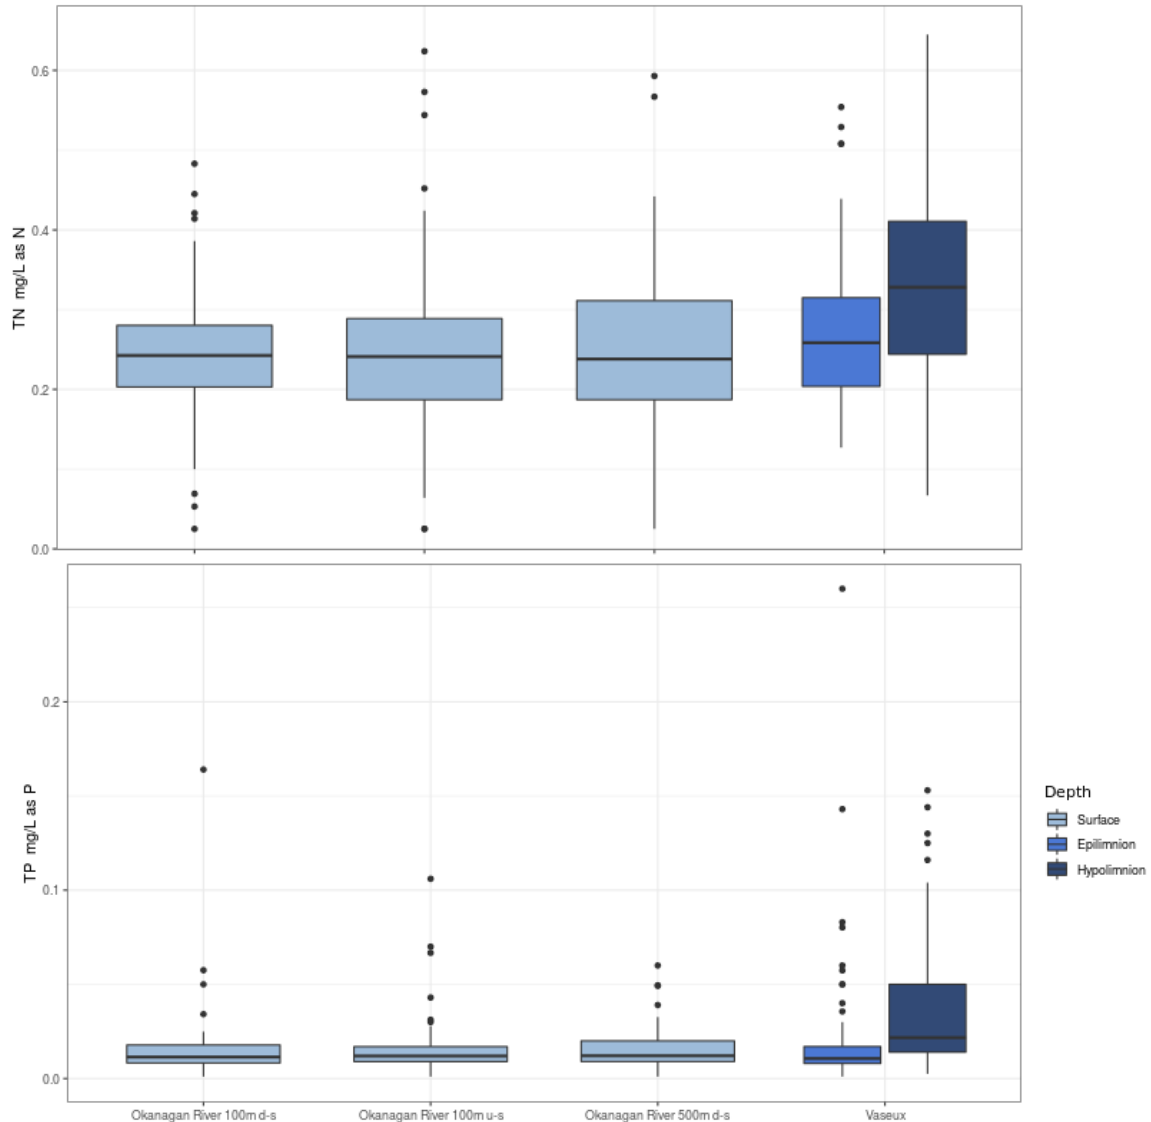 0.6
0.4
TN mg/L as N
0.2
0.0
0.2
TP mg/L as P
0.1
0.0
Depth
Surface
Epilimnion
Hypolimnion
Okanagan River 100m d-s
Okanagan River 100m u-s
Okanagan River 500m d-s
Vaseux